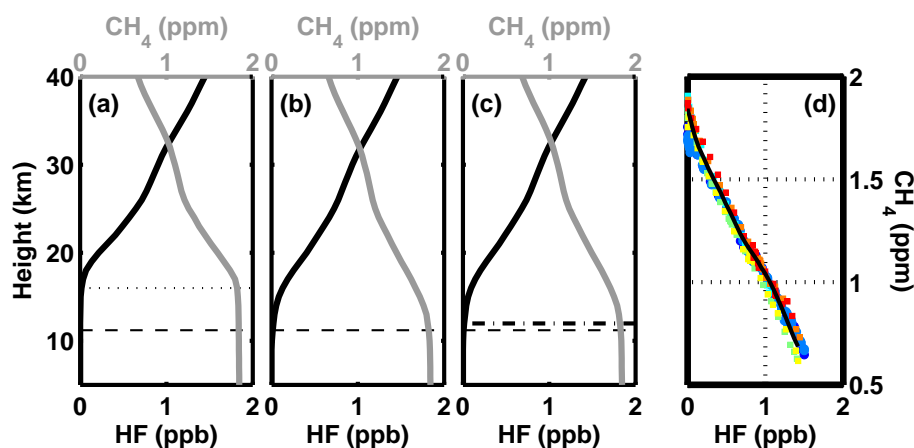 CH4 (ppm) CH4 (ppm) CH4 (ppm)
0 1 2 0 1 2 0 1 2
40 (a) (b) (c) (d) 2
30
20
10
Height (km)
1.5
1
0.5
CH4 (ppm)
0 1 2 0 1 2 0 1 2 0 1 2
HF (ppb) HF (ppb) HF (ppb) HF (ppb)